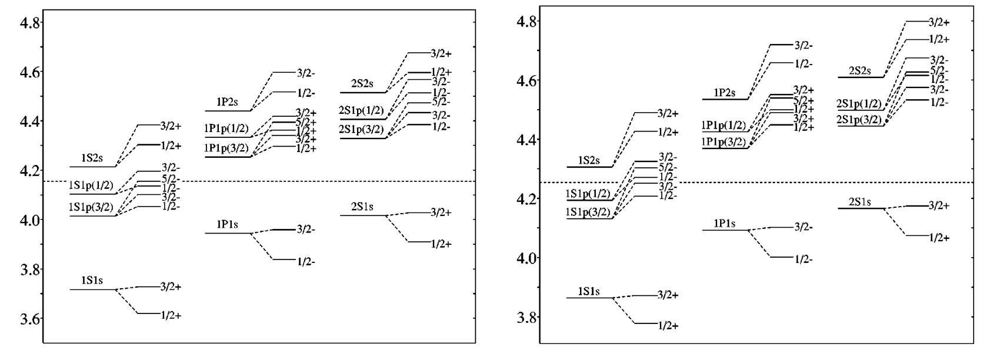 4.8
4.6
4.4
4.2
4.0
3.8
3.6
1S2s
3/2+
1/2+
1S1p(1/2)
1S1p(3/2)
3/2-
5/2-
1/2-
3/2-
1/2-
1S1s
3/2+
1/2+
1P2s
3/2-
1/2-
1P1p(1/2)
1P1p(3/2)
3/2+
5/2+
1/2+
3/2+
1/2+
1P1s
3/2-
1/2-
2S2s
3/2+
1/2+
2S1p(1/2)
2S1p(3/2)
3/2-
1/2-
5/2-
3/2-
1/2-
2S1s
3/2+
1/2+
4.8
4.6
4.4
4.2
4.0
3.8
1S2s
3/2+
1/2+
1S1p(1/2)
1S1p(3/2)
3/2-
5/2-
1/2-
3/2-
1/2-
1S1s
3/2+
1/2+
1P2s
3/2-
1/2-
1P1p(1/2)
1P1p(3/2)
3/2+
5/2+
1/2+
3/2+
1/2+
1P1s
3/2-
1/2-
2S2s
3/2+
1/2+
2S1p(1/2)
2S1p(3/2)
3/2-
5/2-
1/2-
3/2-
1/2-
2S1s
3/2+
1/2+